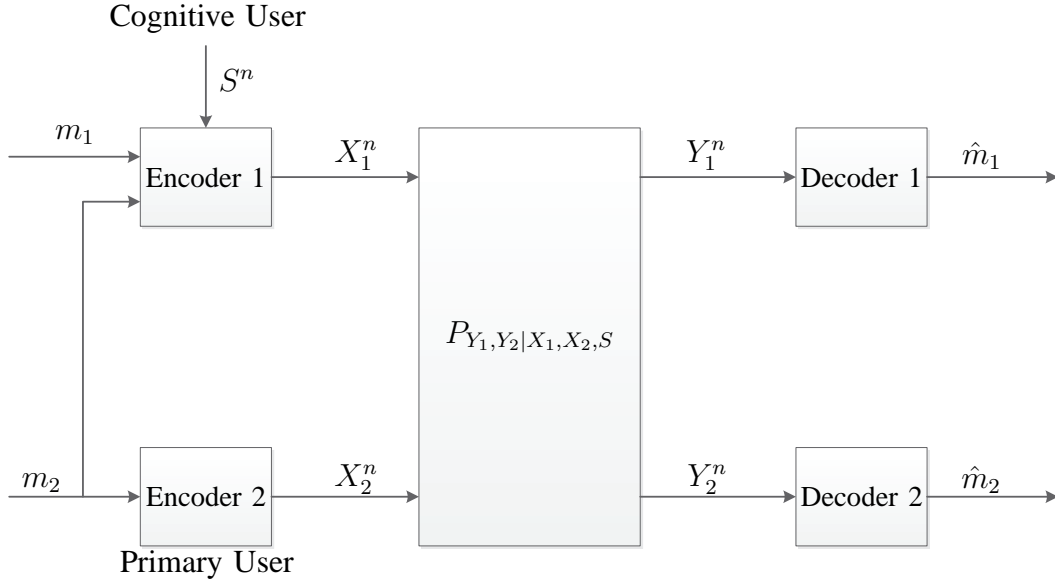 Cognitive User
S^n
m_1
Encoder 1
X_1^n
Y_1^n
Decoder 1
\hat{m}_1
P_{Y_1,Y_2|X_1,X_2,S}
m_2
Encoder 2
X_2^n
Y_2^n
Decoder 2
\hat{m}_2
Primary User